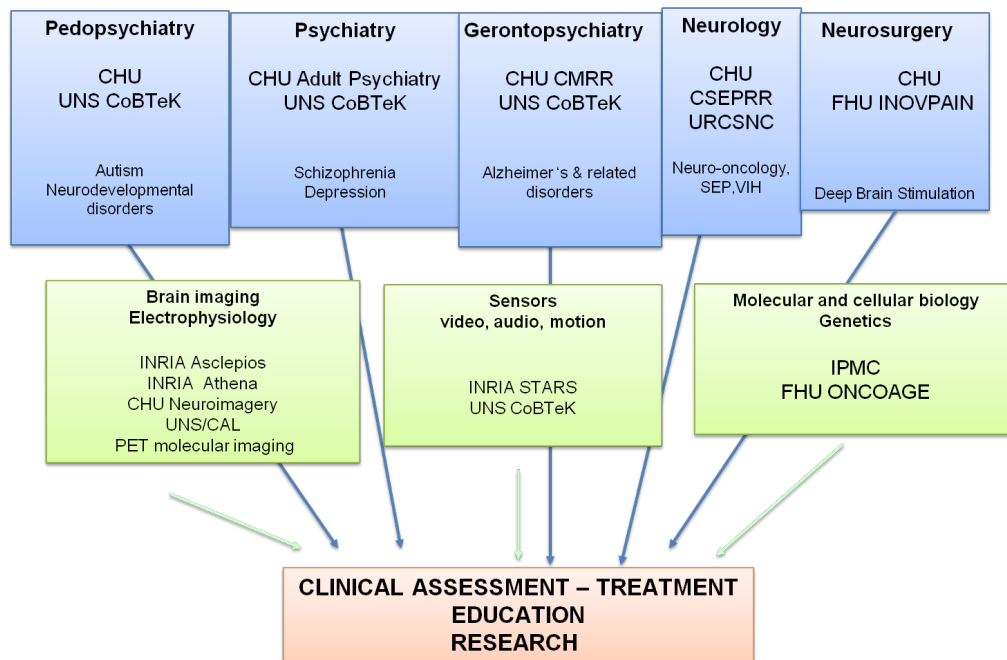 Pedopsychiatry
CHU
UNS CoBTeK
Autism
Neurodevelopmental
disorders
Psychiatry
CHU Adult Psychiatry
UNS CoBTeK
Schizophrenia
Depression
Gerontopsychiatry
CHU CMRR
UNS CoBTeK
Alzheimer‘s & related
disorders
Neurology
CHU
CSEPRR
URCSNC
Neuro-oncology,
SEP,VIH
Neurosurgery
CHU
FHU INOVPAIN
Deep Brain Stimulation
Brain imaging
Electrophysiology
INRIA Asclepios
INRIA Athena
CHU Neuroimagery
UNS/CAL
PET molecular imaging
Sensors
video, audio, motion
INRIA STARS
UNS CoBTeK
Molecular and cellular biology
Genetics
IPMC
FHU ONCOAGE
CLINICAL ASSESSMENT – TREATMENT
EDUCATION
RESEARCH